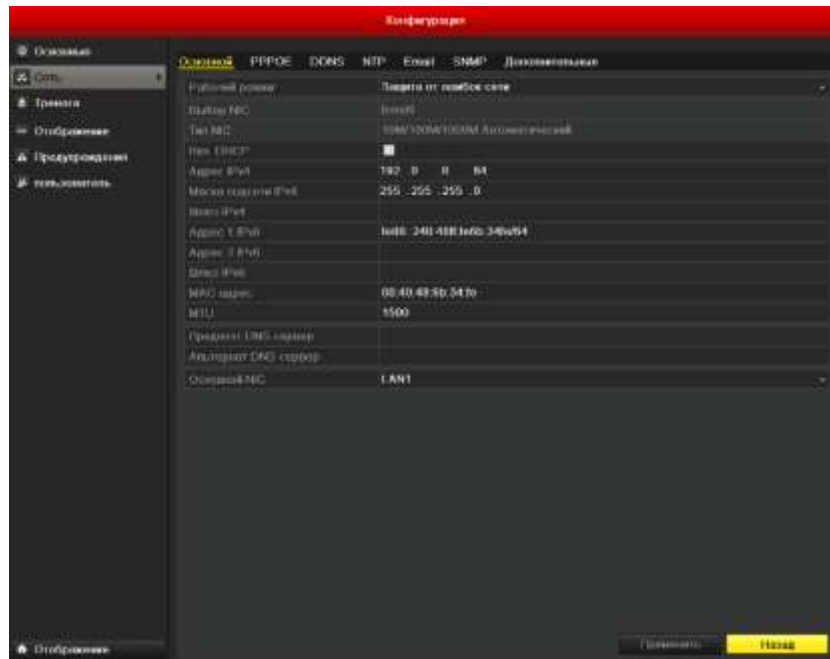 Конфигурация
Основные
Сеть
Тревога
Отображение
Предупреждения
пользователь
Основной PPPOE DDNS NTP Email SNMP Дополнительные
Рабочий режим Защита от ошибок сети
Выбор NIC bond0
Тип NIC 10M/100M/1000M Автоматический
Вкл. DHCP
Адрес IPv4 192 .0 .0 .64
Маска подсети IPv4 255 .255 .255 .0
Шлюз IPv4
Адрес 1 IPv6
Адрес 2 IPv6
Шлюз IPv6
MAC адрес
MTU 1500
Предпочт DNS сервер
Альтернат DNS сервер
Основной NIC LAN1
Отображение
Применить Назад